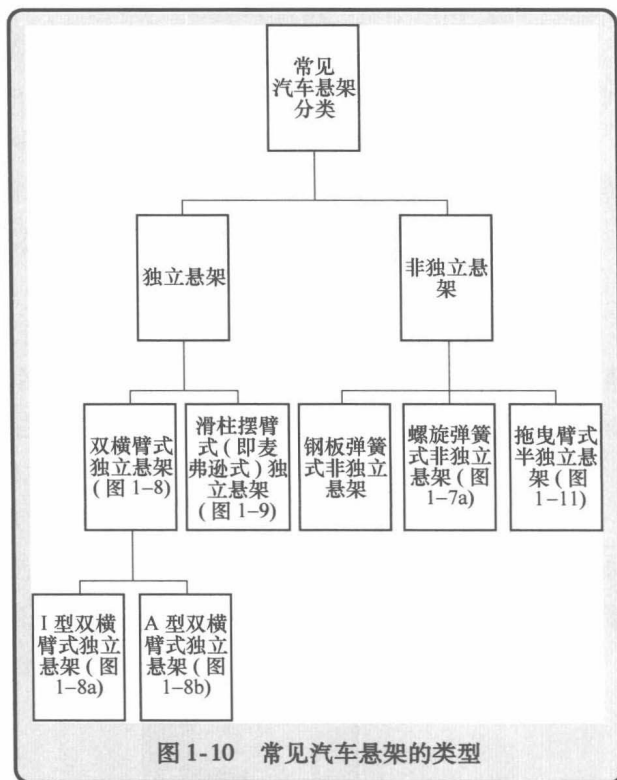 常见
汽车悬架
分类
独立悬架
非独立悬
架
双横臂式
独立悬架
(图 1-8)
滑柱摆臂
式(即麦
弗逊式)独
立悬架
(图 1-9)
钢板弹簧
式非独立
悬架
螺旋弹簧
式非独立
悬架(图
1-7a)
拖曳臂式
半独立悬
架(图
1-11)
I 型双横
臂式独立
悬架(图
1-8a)
A 型双横
臂式独立
悬架(图
1-8b)
图 1-10 常见汽车悬架的类型